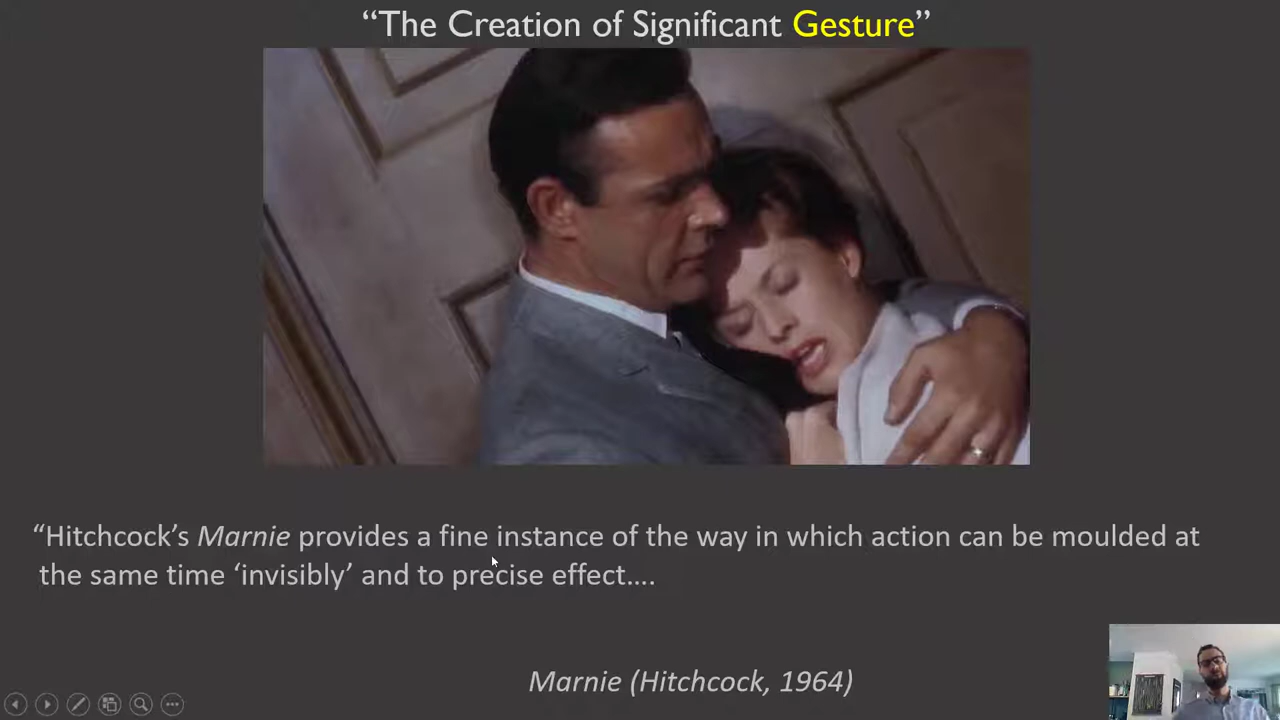 “The Creation of Significant Gesture”
“Hitchcock’s Marnie provides a fine instance of the way in which action can be moulded at
the same time ‘invisibly’ and to precise effect....
Marnie (Hitchcock, 1964)